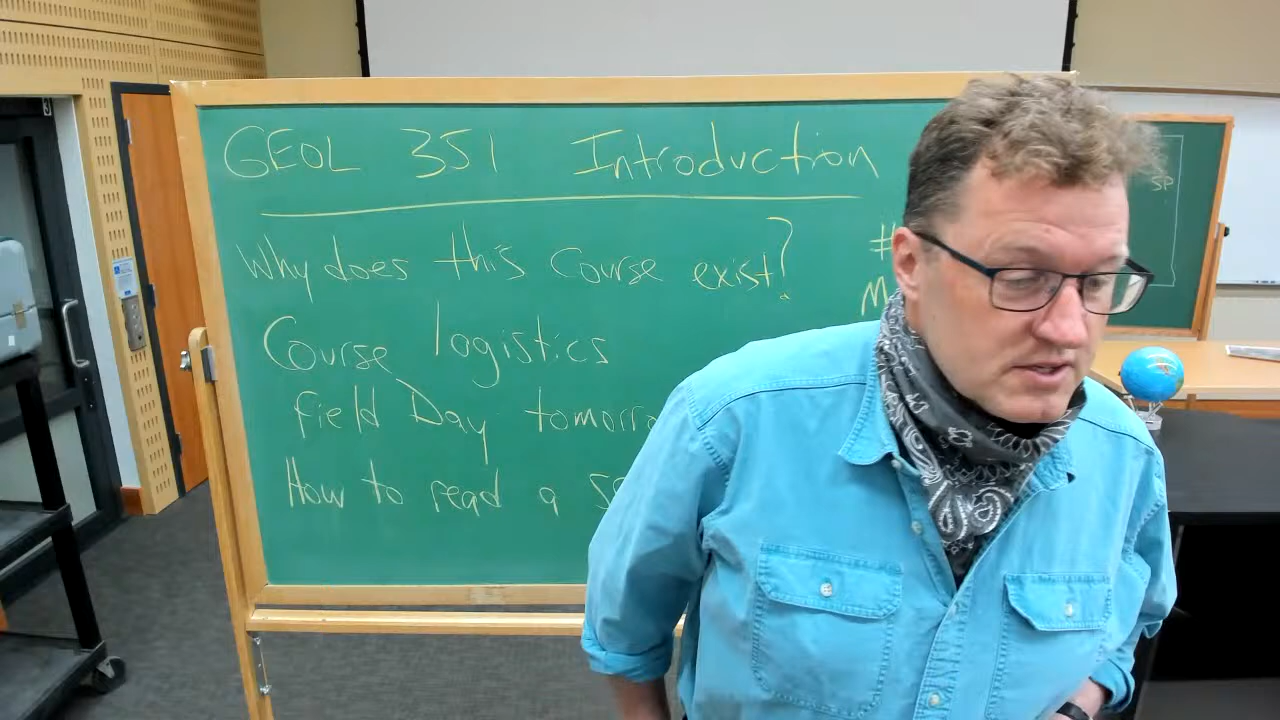 GEOL 351 Introduction
Why does this Course exist?
#
Course logistics
Field Day
How to read a
SP